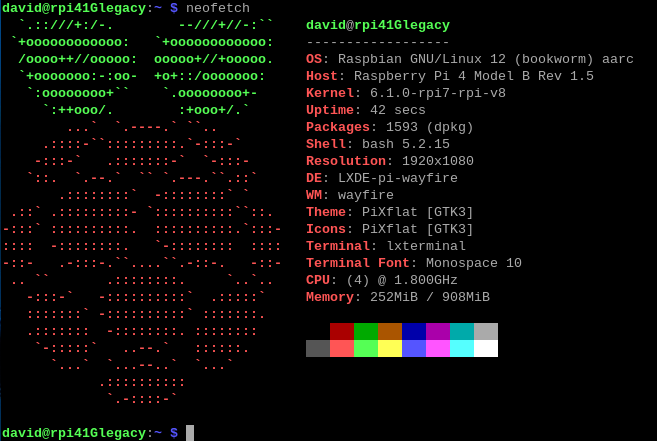 david@rpi41Glegacy:~ $ neofetch
david@rpi41Glegacy
------------------
OS: Raspbian GNU/Linux 12 (bookworm) aarc
Host: Raspberry Pi 4 Model B Rev 1.5
Kernel: 6.1.0-rpi7-rpi-v8
Uptime: 42 secs
Packages: 1593 (dpkg)
Shell: bash 5.2.15
Resolution: 1920x1080
DE: LXDE-pi-wayfire
WM: wayfire
Theme: PiXflat [GTK3]
Icons: PiXflat [GTK3]
Terminal: lxterminal
Terminal Font: Monospace 10
CPU: (4) @ 1.800GHz
Memory: 252MiB / 908MiB
david@rpi41Glegacy:~ $